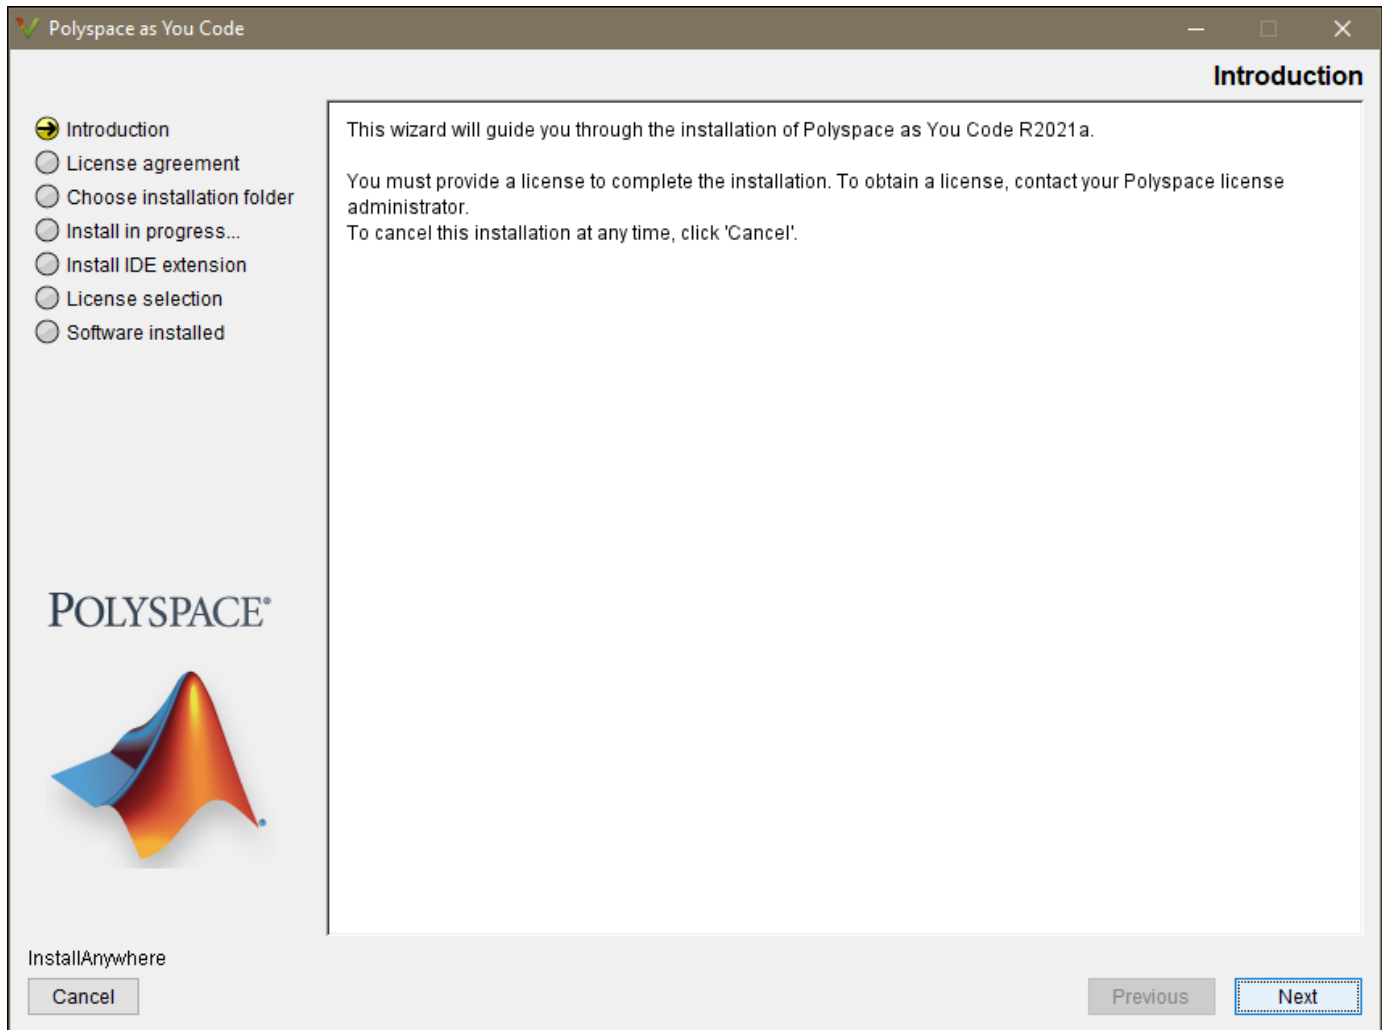 Polyspace as You Code
Introduction
Introduction
License agreement
Choose installation folder
Install in progress...
Install IDE extension
License selection
Software installed
This wizard will guide you through the installation of Polyspace as You Code R2021a.
You must provide a license to complete the installation. To obtain a license, contact your Polyspace license
administrator.
To cancel this installation at any time, click 'Cancel'.
POLYSPACE®
®
InstallAnywhere
Cancel
Previous
Next